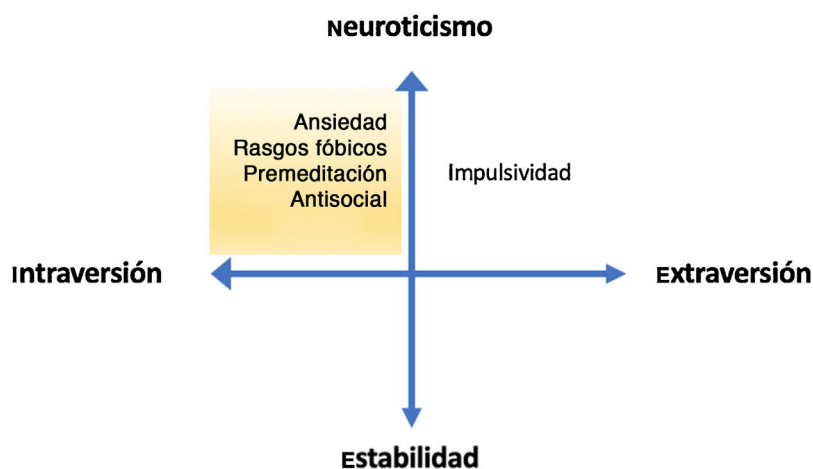 Neuroticismo
Ansiedad
Rasgos fóbicos
Premeditación
Antisocial
Impulsividad
Intraversión
Extraversión
Estabilidad